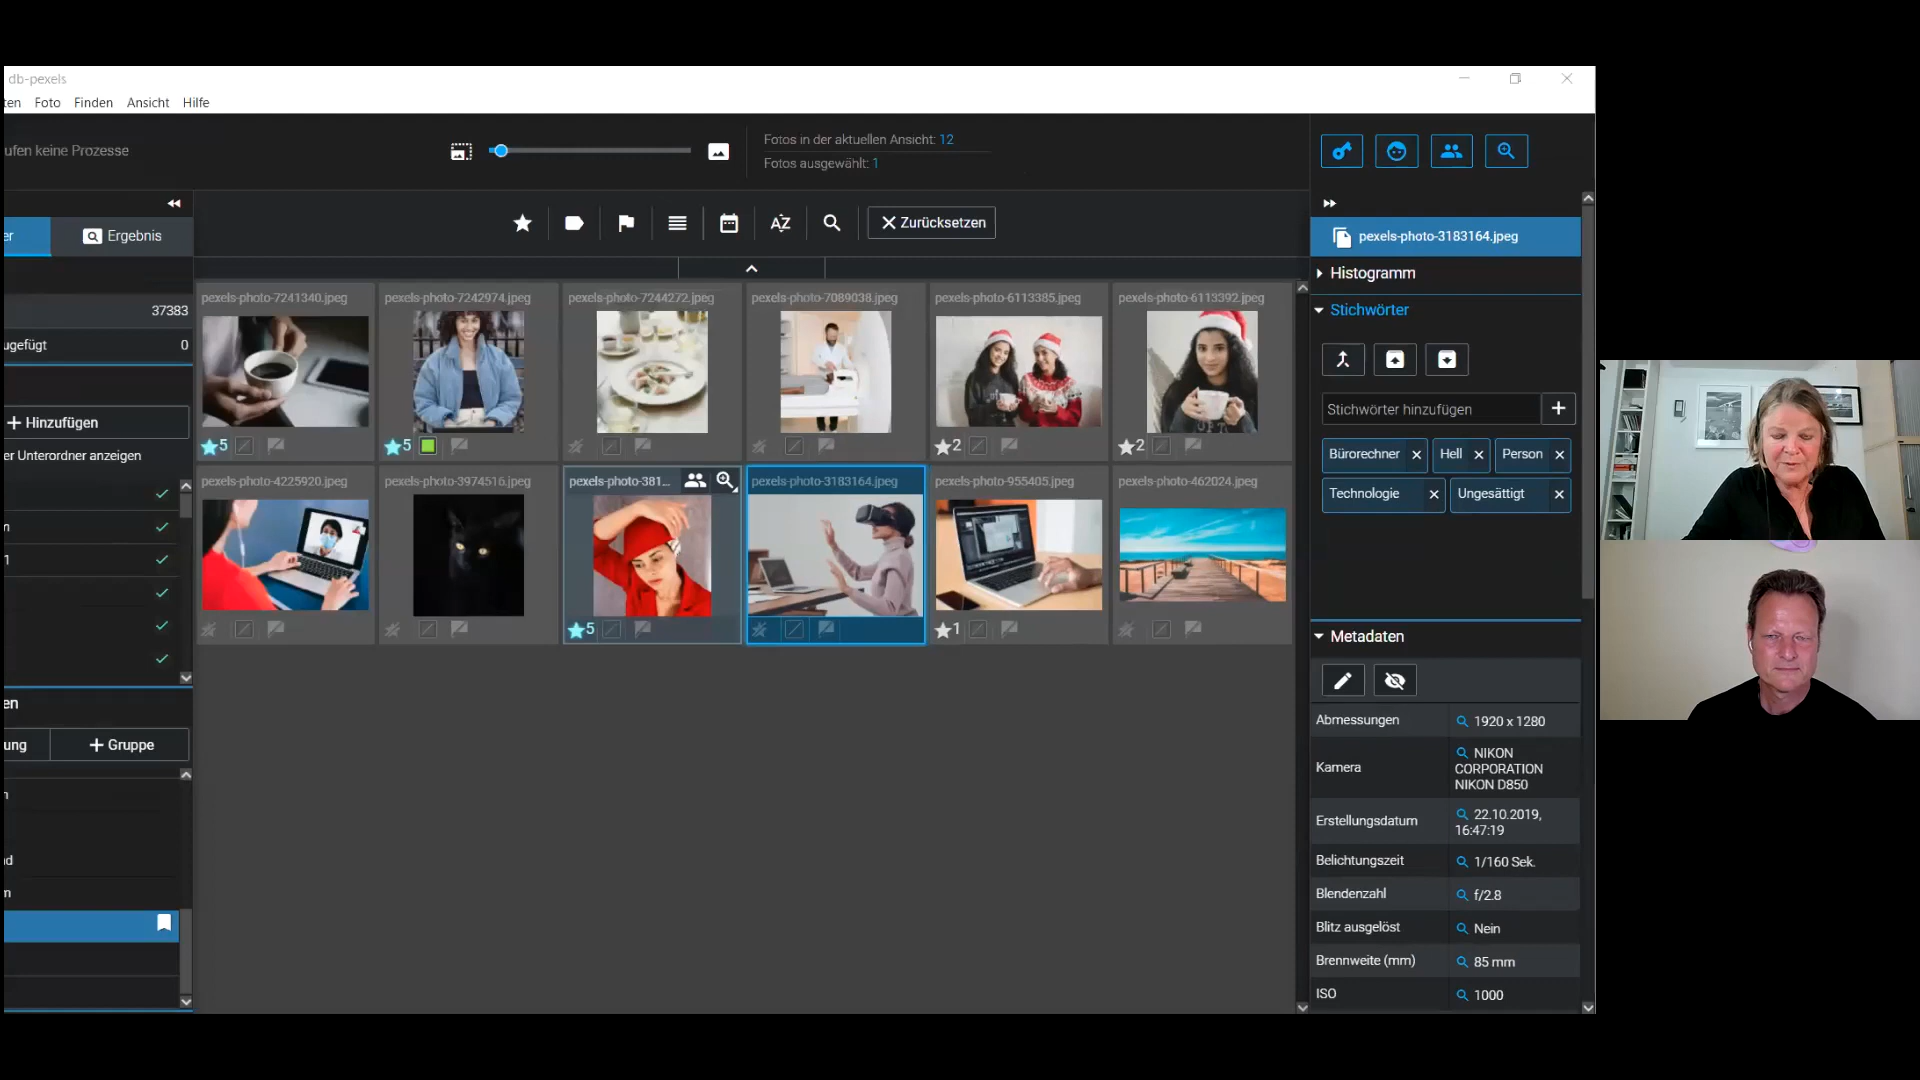 db-pexels
ten Foto Finden Ansicht Hilfe
ufen keine Prozesse
Fotos in der aktuellen Ansicht: 12
Fotos ausgewählt: 1
er
Ergebnis
37383
ugefügt 0
Hinzufügen
er Unterordner anzeigen
n
1
en
ung
Gruppe
n
nd
m
Zurücksetzen
pexels-photo-7241340.jpeg
pexels-photo-7242974.jpeg
pexels-photo-7244272.jpeg
pexels-photo-7089038.jpeg
pexels-photo-6113385.jpeg
pexels-photo-6113392.jpeg
5
5
2
2
pexels-photo-4225920.jpeg
pexels-photo-3974516.jpeg
pexels-photo-381...
pexels-photo-3183164.jpeg
pexels-photo-955405.jpeg
pexels-photo-462024.jpeg
5
1
pexels-photo-3183164.jpeg
Histogramm
Stichwörter
Stichwörter hinzufügen
Bürorechner
Hell
Person
Technologie
Ungesättigt
Metadaten
Abmessungen 1920 x 1280
Kamera NIKON
CORPORATION
NIKON D850
Erstellungsdatum 22.10.2019,
16:47:19
Belichtungszeit 1/160 Sek.
Blendenzahl f/2.8
Blitz ausgelöst Nein
Brennweite (mm) 85 mm
ISO 1000